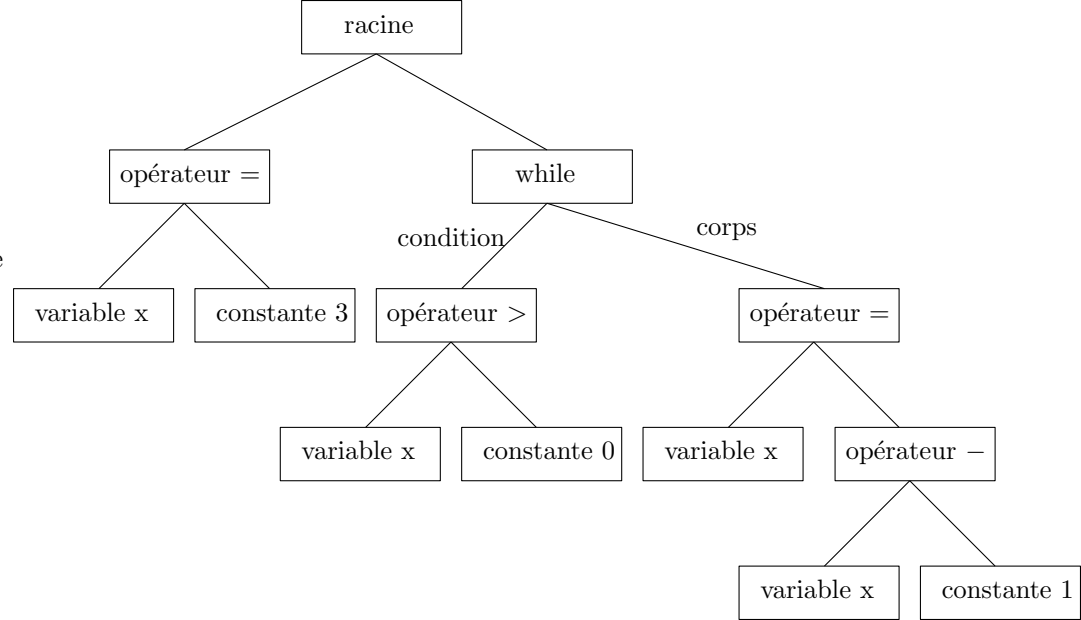 racine
opérateur =
while
condition
corps
e
variable x
constante 3
opérateur >
opérateur =
variable x
constante 0
variable x
opérateur −
variable x
constante 1